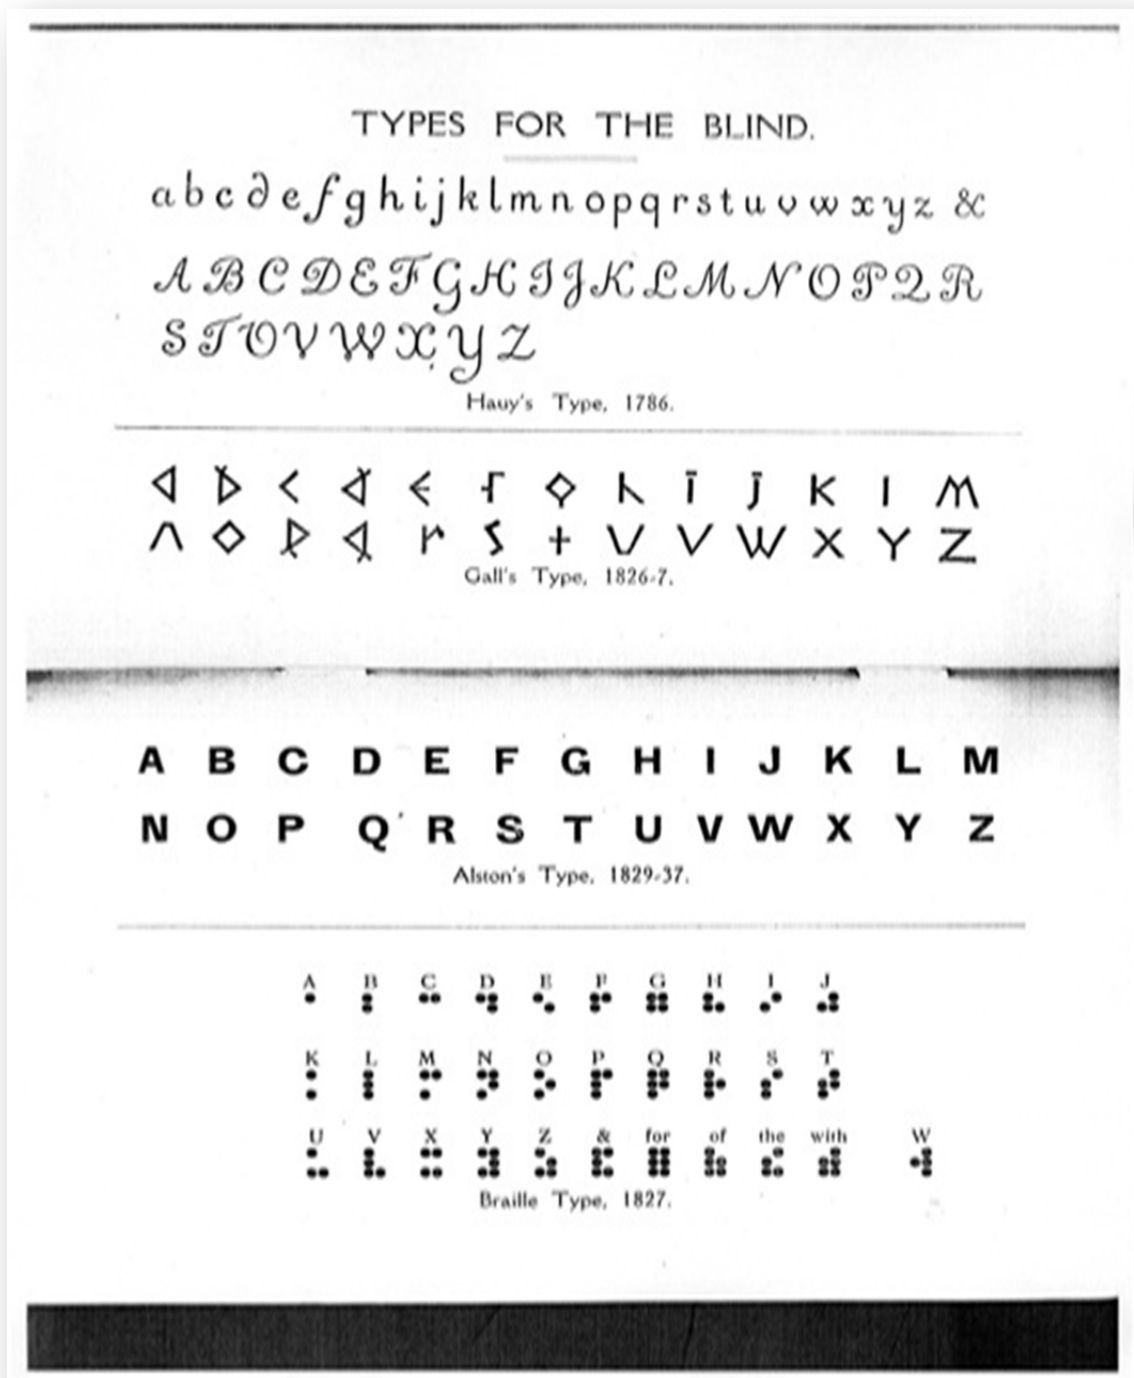 TYPES FOR THE BLIND.
a b c d e f g h i j k l m n o p q r s t u v w x y z &
A B C D E F G H I J K L M N O P Q R
S T U V W X Y Z
Hauy's Type, 1786.
A B C D E F G H I J K L M
N O P Q R S T U V W X Y Z
Gall's Type, 1826-7.
A B C D E F G H I J K L M
N O P Q R S T U V W X Y Z
Alston's Type, 1829-37.
A B C D E F G H I J
⠁ ⠃ ⠉ ⠙ ⠑ ⠋ ⠛ ⠓ ⠊ ⠚
K L M N O P Q R S T
⠅ ⠇ ⠍ ⠝ ⠕ ⠏ ⠟ ⠗ ⠎ ⠞
U V X Y Z & for of the with W
⠥ ⠧ ⠭ ⠽ ⠵ ⠯ ⠿ ⠷ ⠮ ⠾ ⠺
Braille Type, 1827.